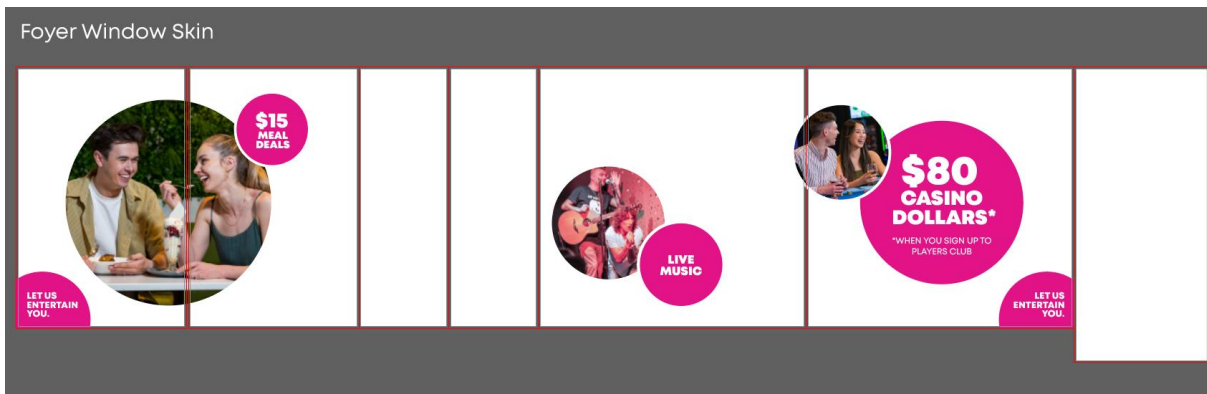 Foyer Window Skin
$15
MEAL
DEALS
LET US
ENTERTAIN
YOU.
LIVE
MUSIC
$80
CASINO
DOLLARS*
*WHEN YOU SIGN UP TO
PLAYERS CLUB
LET US
ENTERTAIN
YOU.